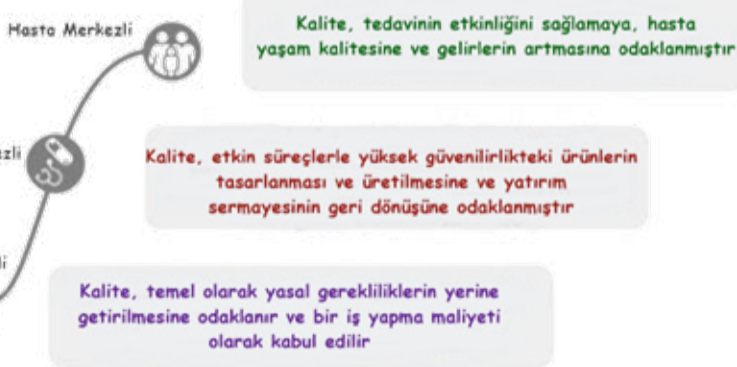 Hasta Merkezli
Kalite, tedavinin etkinliğini sağlamaya, hasta
yaşam kalitesine ve gelirlerin artmasına odaklanmıştır
Kalite, etkin süreçlerle yüksek güvenilirlikteki ürünlerin
tasarlanması ve üretilmesine ve yatırım
sermayesinin geri dönüşüne odaklanmıştır
Kalite, temel olarak yasal gerekliliklerin yerine
getirilmesine odaklanır ve bir iş yapma maliyeti
olarak kabul edilir